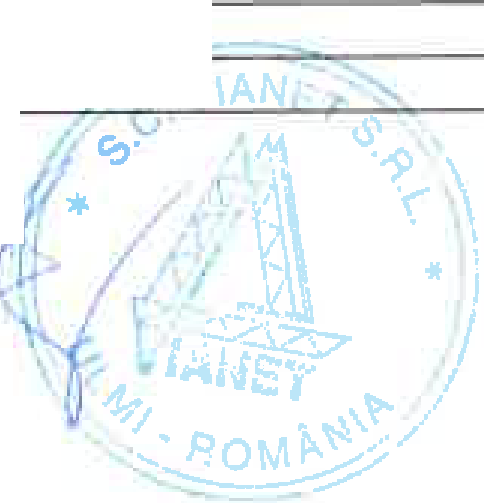 S.C. IANET S.R.L.
IANET
MI - ROMÂNIA